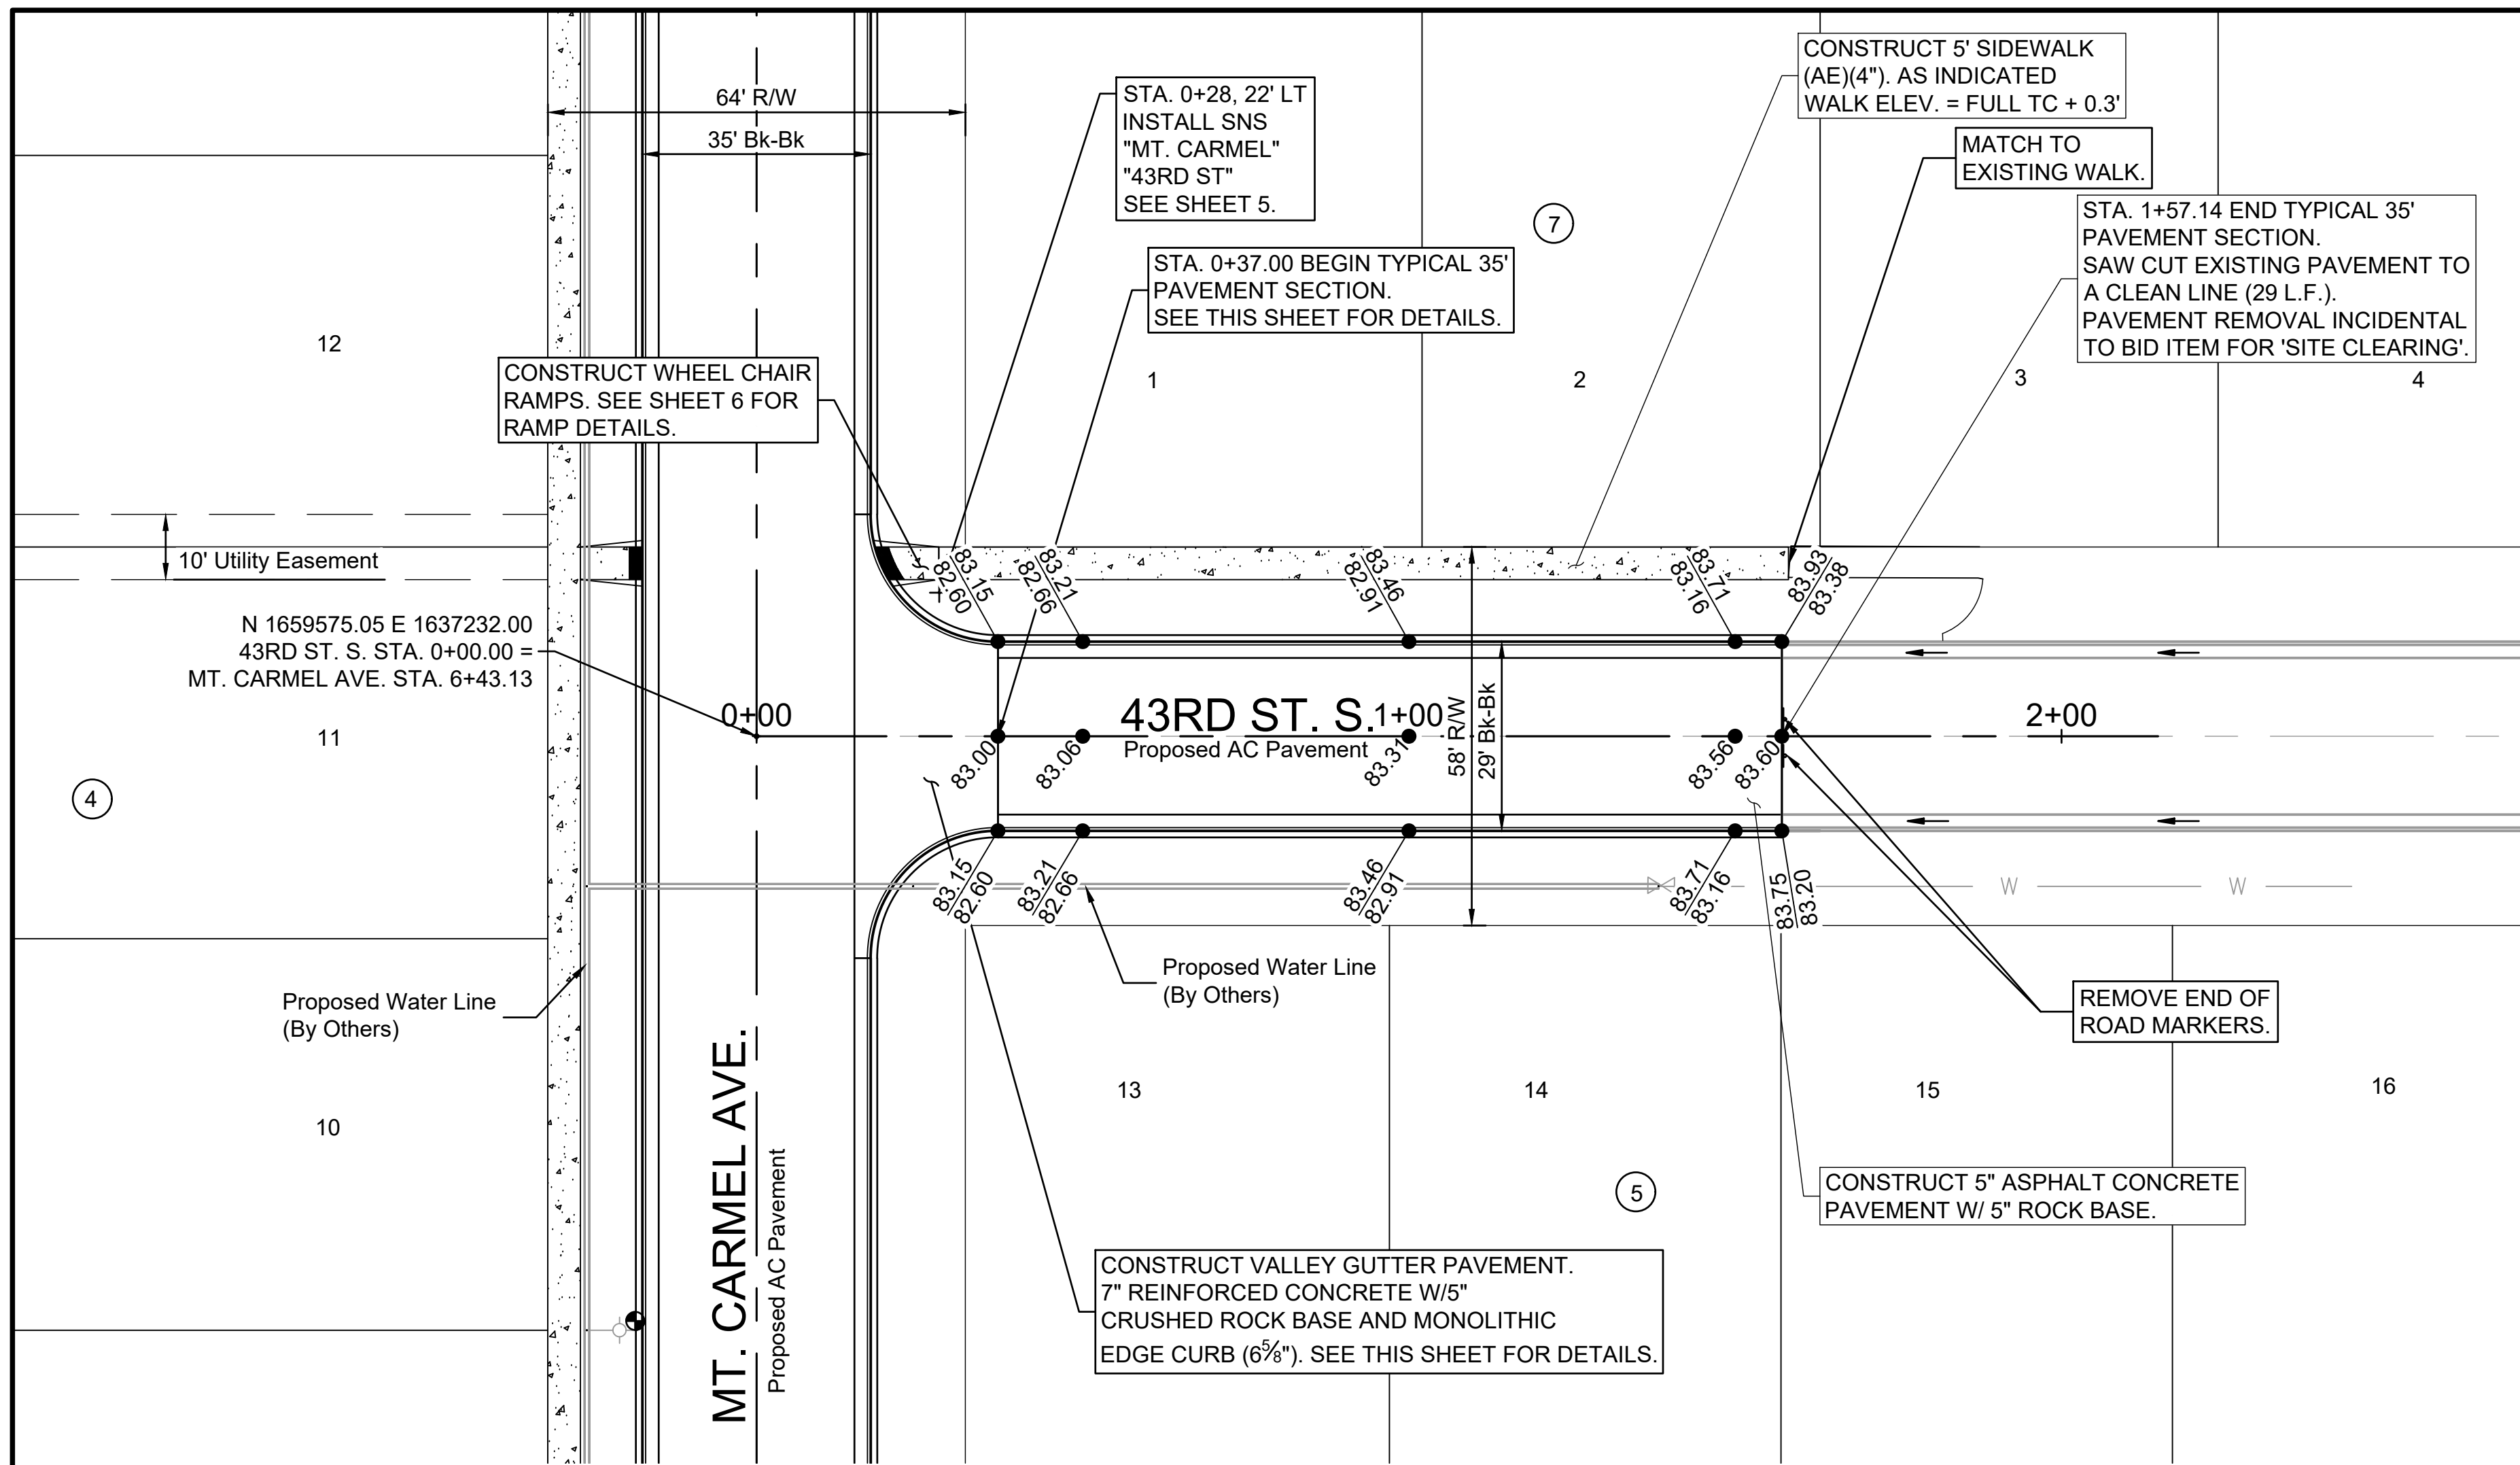 64' R/W
35' Bk-Bk
STA. 0+28, 22' LT
INSTALL SNS
"MT. CARMEL"
"43RD ST"
SEE SHEET 5.
CONSTRUCT 5' SIDEWALK
(AE)(4"). AS INDICATED
WALK ELEV. = FULL TC + 0.3'
MATCH TO
EXISTING WALK.
STA. 0+37.00 BEGIN TYPICAL 35'
PAVEMENT SECTION.
SEE THIS SHEET FOR DETAILS.
7
STA. 1+57.14 END TYPICAL 35'
PAVEMENT SECTION.
SAW CUT EXISTING PAVEMENT TO
A CLEAN LINE (29 L.F.).
PAVEMENT REMOVAL INCIDENTAL
TO BID ITEM FOR 'SITE CLEARING'.
12
1
2
3
4
CONSTRUCT WHEEL CHAIR
RAMPS. SEE SHEET 6 FOR
RAMP DETAILS.
10' Utility Easement
83.15
82.60
83.21
82.66
83.46
82.91
83.71
83.16
83.93
83.38
N 1659575.05 E 1637232.00
43RD ST. S. STA. 0+00.00 =
MT. CARMEL AVE. STA. 6+43.13
11
4
0+00
43RD ST. S.
1+00
2+00
Proposed AC Pavement
58' R/W
29' Bk-Bk
83.00
83.06
83.31
83.56
83.60
83.15
82.60
83.21
82.66
83.46
82.91
83.71
83.16
83.75
83.20
W
W
Proposed Water Line
(By Others)
Proposed Water Line
(By Others)
REMOVE END OF
ROAD MARKERS.
10
13
14
15
16
5
MT. CARMEL AVE.
Proposed AC Pavement
CONSTRUCT 5" ASPHALT CONCRETE
PAVEMENT W/ 5" ROCK BASE.
CONSTRUCT VALLEY GUTTER PAVEMENT.
7" REINFORCED CONCRETE W/5"
CRUSHED ROCK BASE AND MONOLITHIC
EDGE CURB (6⅝"). SEE THIS SHEET FOR DETAILS.